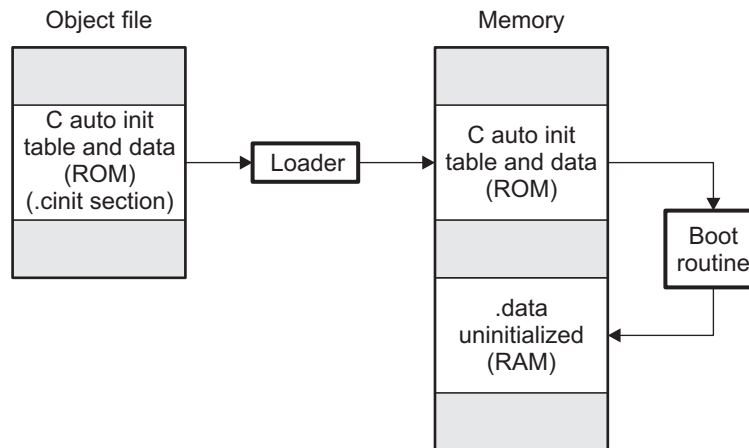 Object file
Memory
C auto init
table and data
(ROM)
(.cinit section)
Loader
C auto init
table and data
(ROM)
Boot
routine
.data
uninitialized
(RAM)